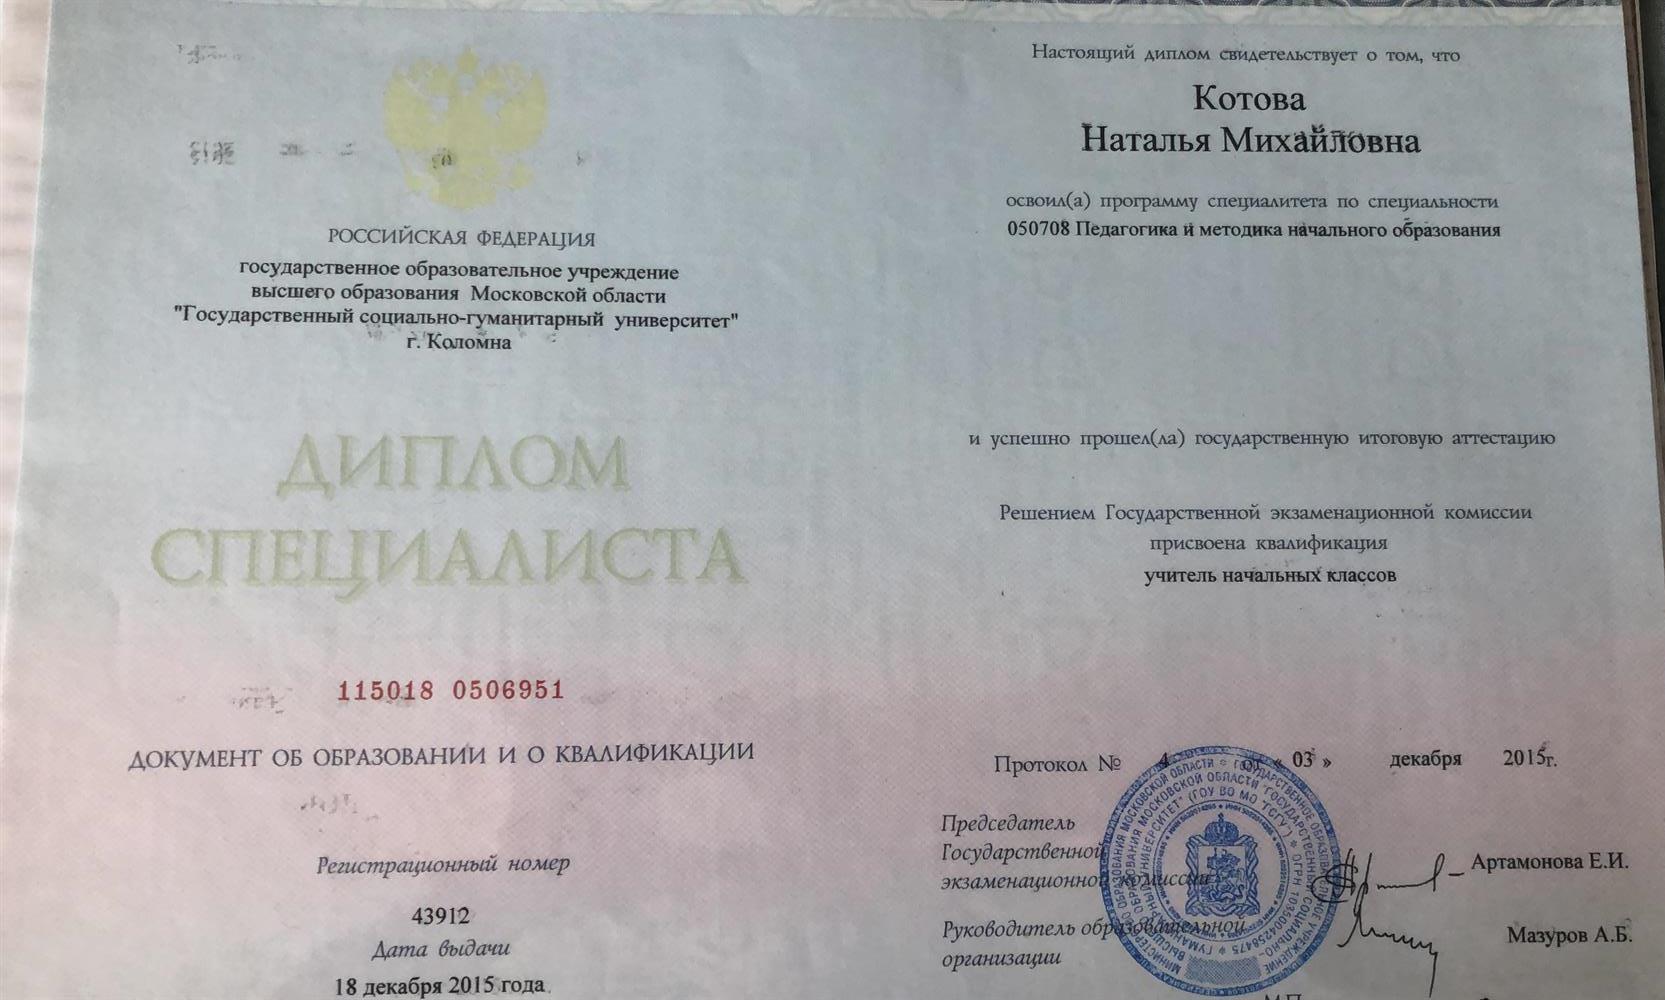 РОССИЙСКАЯ ФЕДЕРАЦИЯ
государственное образовательное учреждение
высшего образования Московской области
"Государственный социально-гуманитарный университет"
г. Коломна
ДИПЛОМ
СПЕЦИАЛИСТА
115018 0506951
ДОКУМЕНТ ОБ ОБРАЗОВАНИИ И О КВАЛИФИКАЦИИ
Регистрационный номер
43912
Дата выдачи
18 декабря 2015 года
Настоящий диплом свидетельствует о том, что
Котова
Наталья Михайловна
освоил(а) программу специалитета по специальности
050708 Педагогика и методика начального образования
и успешно прошел(ла) государственную итоговую аттестацию
Решением Государственной экзаменационной комиссии
присвоена квалификация
учитель начальных классов
Протокол № 4 от « 03 » декабря 2015г.
Председатель
Государственной
экзаменационной комиссии
Артамонова Е.И.
Руководитель образовательной
организации
Мазуров А.Б.